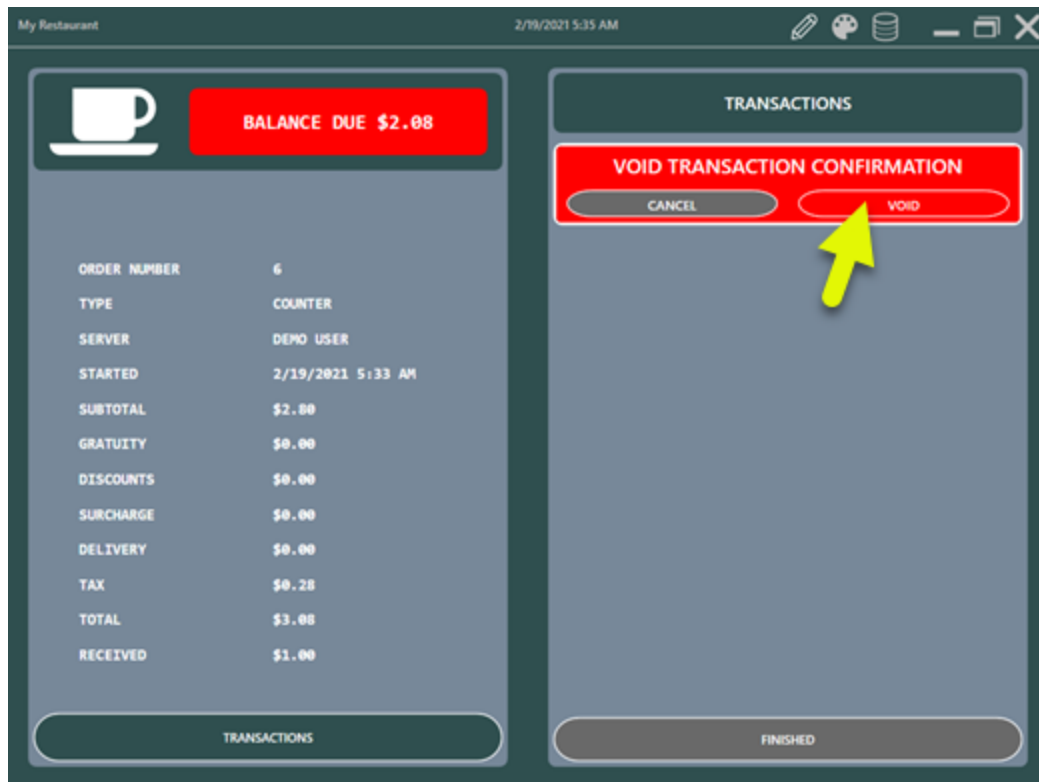 My Restaurant
2/19/2021 5:35 AM
BALANCE DUE $2.08
ORDER NUMBER 6
TYPE COUNTER
SERVER DEMO USER
STARTED 2/19/2021 5:33 AM
SUBTOTAL $2.80
GRATUITY $0.00
DISCOUNTS $0.00
SURCHARGE $0.00
DELIVERY $0.00
TAX $0.28
TOTAL $3.08
RECEIVED $1.00
TRANSACTIONS
TRANSACTIONS
VOID TRANSACTION CONFIRMATION
CANCEL VOID
FINISHED